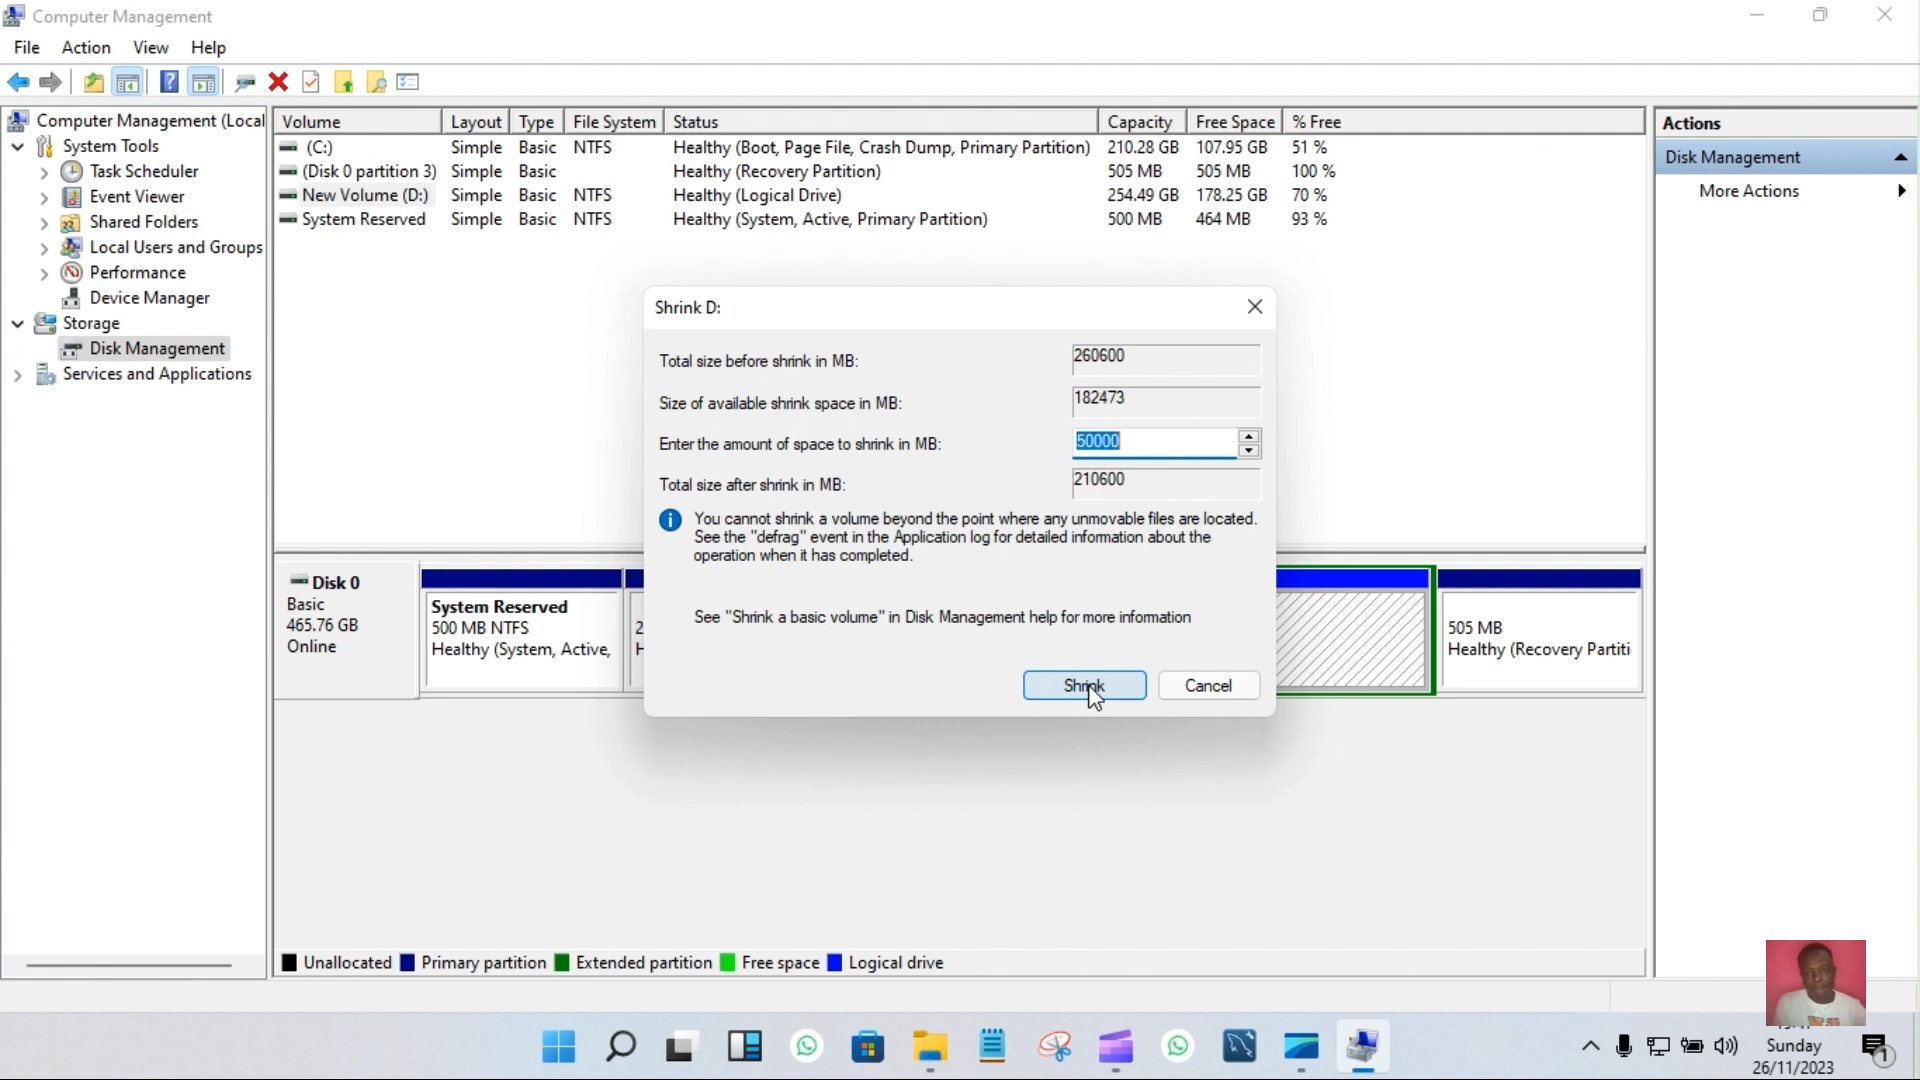 Computer Management
File Action View Help
Computer Management (Local
System Tools
Task Scheduler
Event Viewer
Shared Folders
Local Users and Groups
Performance
Device Manager
Storage
Disk Management
Services and Applications
Volume Layout Type File System Status Capacity Free Space % Free
(C:) Simple Basic NTFS Healthy (Boot, Page File, Crash Dump, Primary Partition) 210.28 GB 107.95 GB 51 %
(Disk 0 partition 3) Simple Basic Healthy (Recovery Partition) 505 MB 505 MB 100 %
New Volume (D:) Simple Basic NTFS Healthy (Logical Drive) 254.49 GB 178.25 GB 70 %
System Reserved Simple Basic NTFS Healthy (System, Active, Primary Partition) 500 MB 464 MB 93 %
Actions
Disk Management
More Actions
Shrink D:
Total size before shrink in MB: 260600
Size of available shrink space in MB: 182473
Enter the amount of space to shrink in MB: 50000
Total size after shrink in MB: 210600
You cannot shrink a volume beyond the point where any unmovable files are located.
See the "defrag" event in the Application log for detailed information about the
operation when it has completed.
See "Shrink a basic volume" in Disk Management help for more information
Shrink Cancel
Disk 0
Basic
465.76 GB
Online
System Reserved
500 MB NTFS
Healthy (System, Active,
2
H
505 MB
Healthy (Recovery Partiti
Unallocated Primary partition Extended partition Free space Logical drive
Sunday
26/11/2023
1